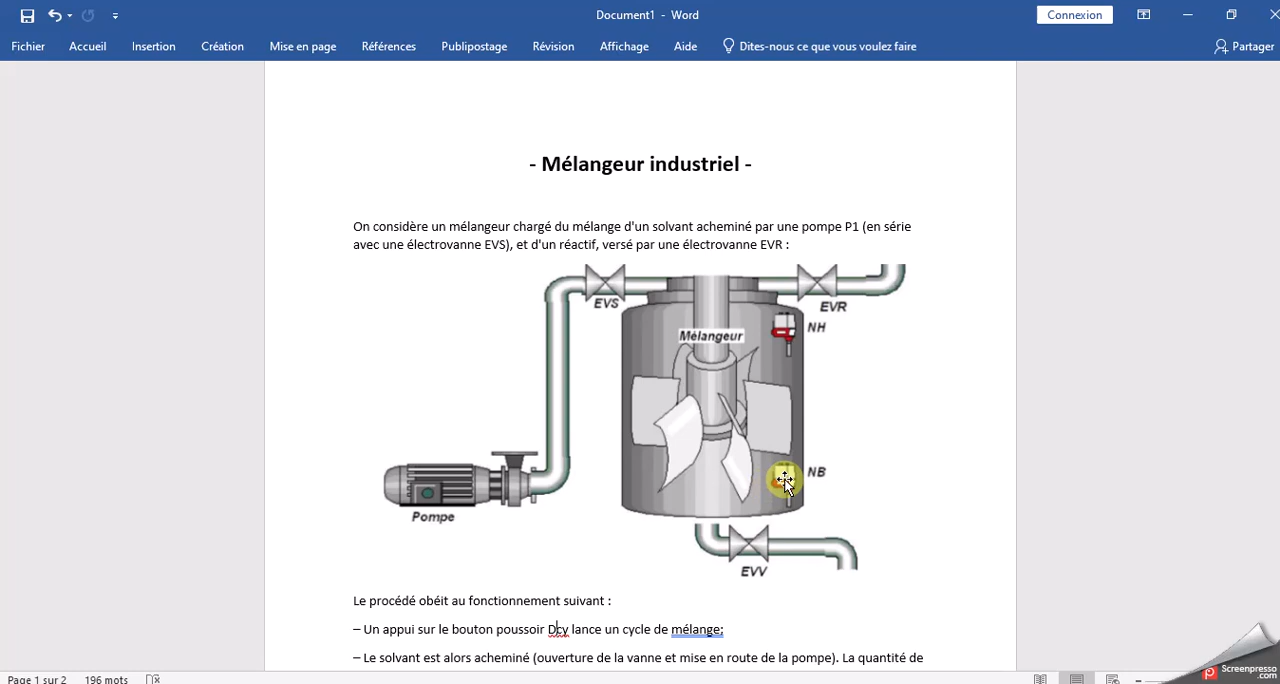 Document1 - Word
Connexion
Fichier Accueil Insertion Création Mise en page Références Publipostage Révision Affichage Aide Dites-nous ce que vous voulez faire Partager
- Mélangeur industriel -
On considère un mélangeur chargé du mélange d'un solvant acheminé par une pompe P1 (en série
avec une électrovanne EVS), et d'un réactif, versé par une électrovanne EVR :
EVS
EVR
NH
Mélangeur
NB
Pompe
EVV
Le procédé obéit au fonctionnement suivant :
– Un appui sur le bouton poussoir Dcy lance un cycle de mélange;
– Le solvant est alors acheminé (ouverture de la vanne et mise en route de la pompe). La quantité de
Page 1 sur 2 196 mots
Screenpresso
.com